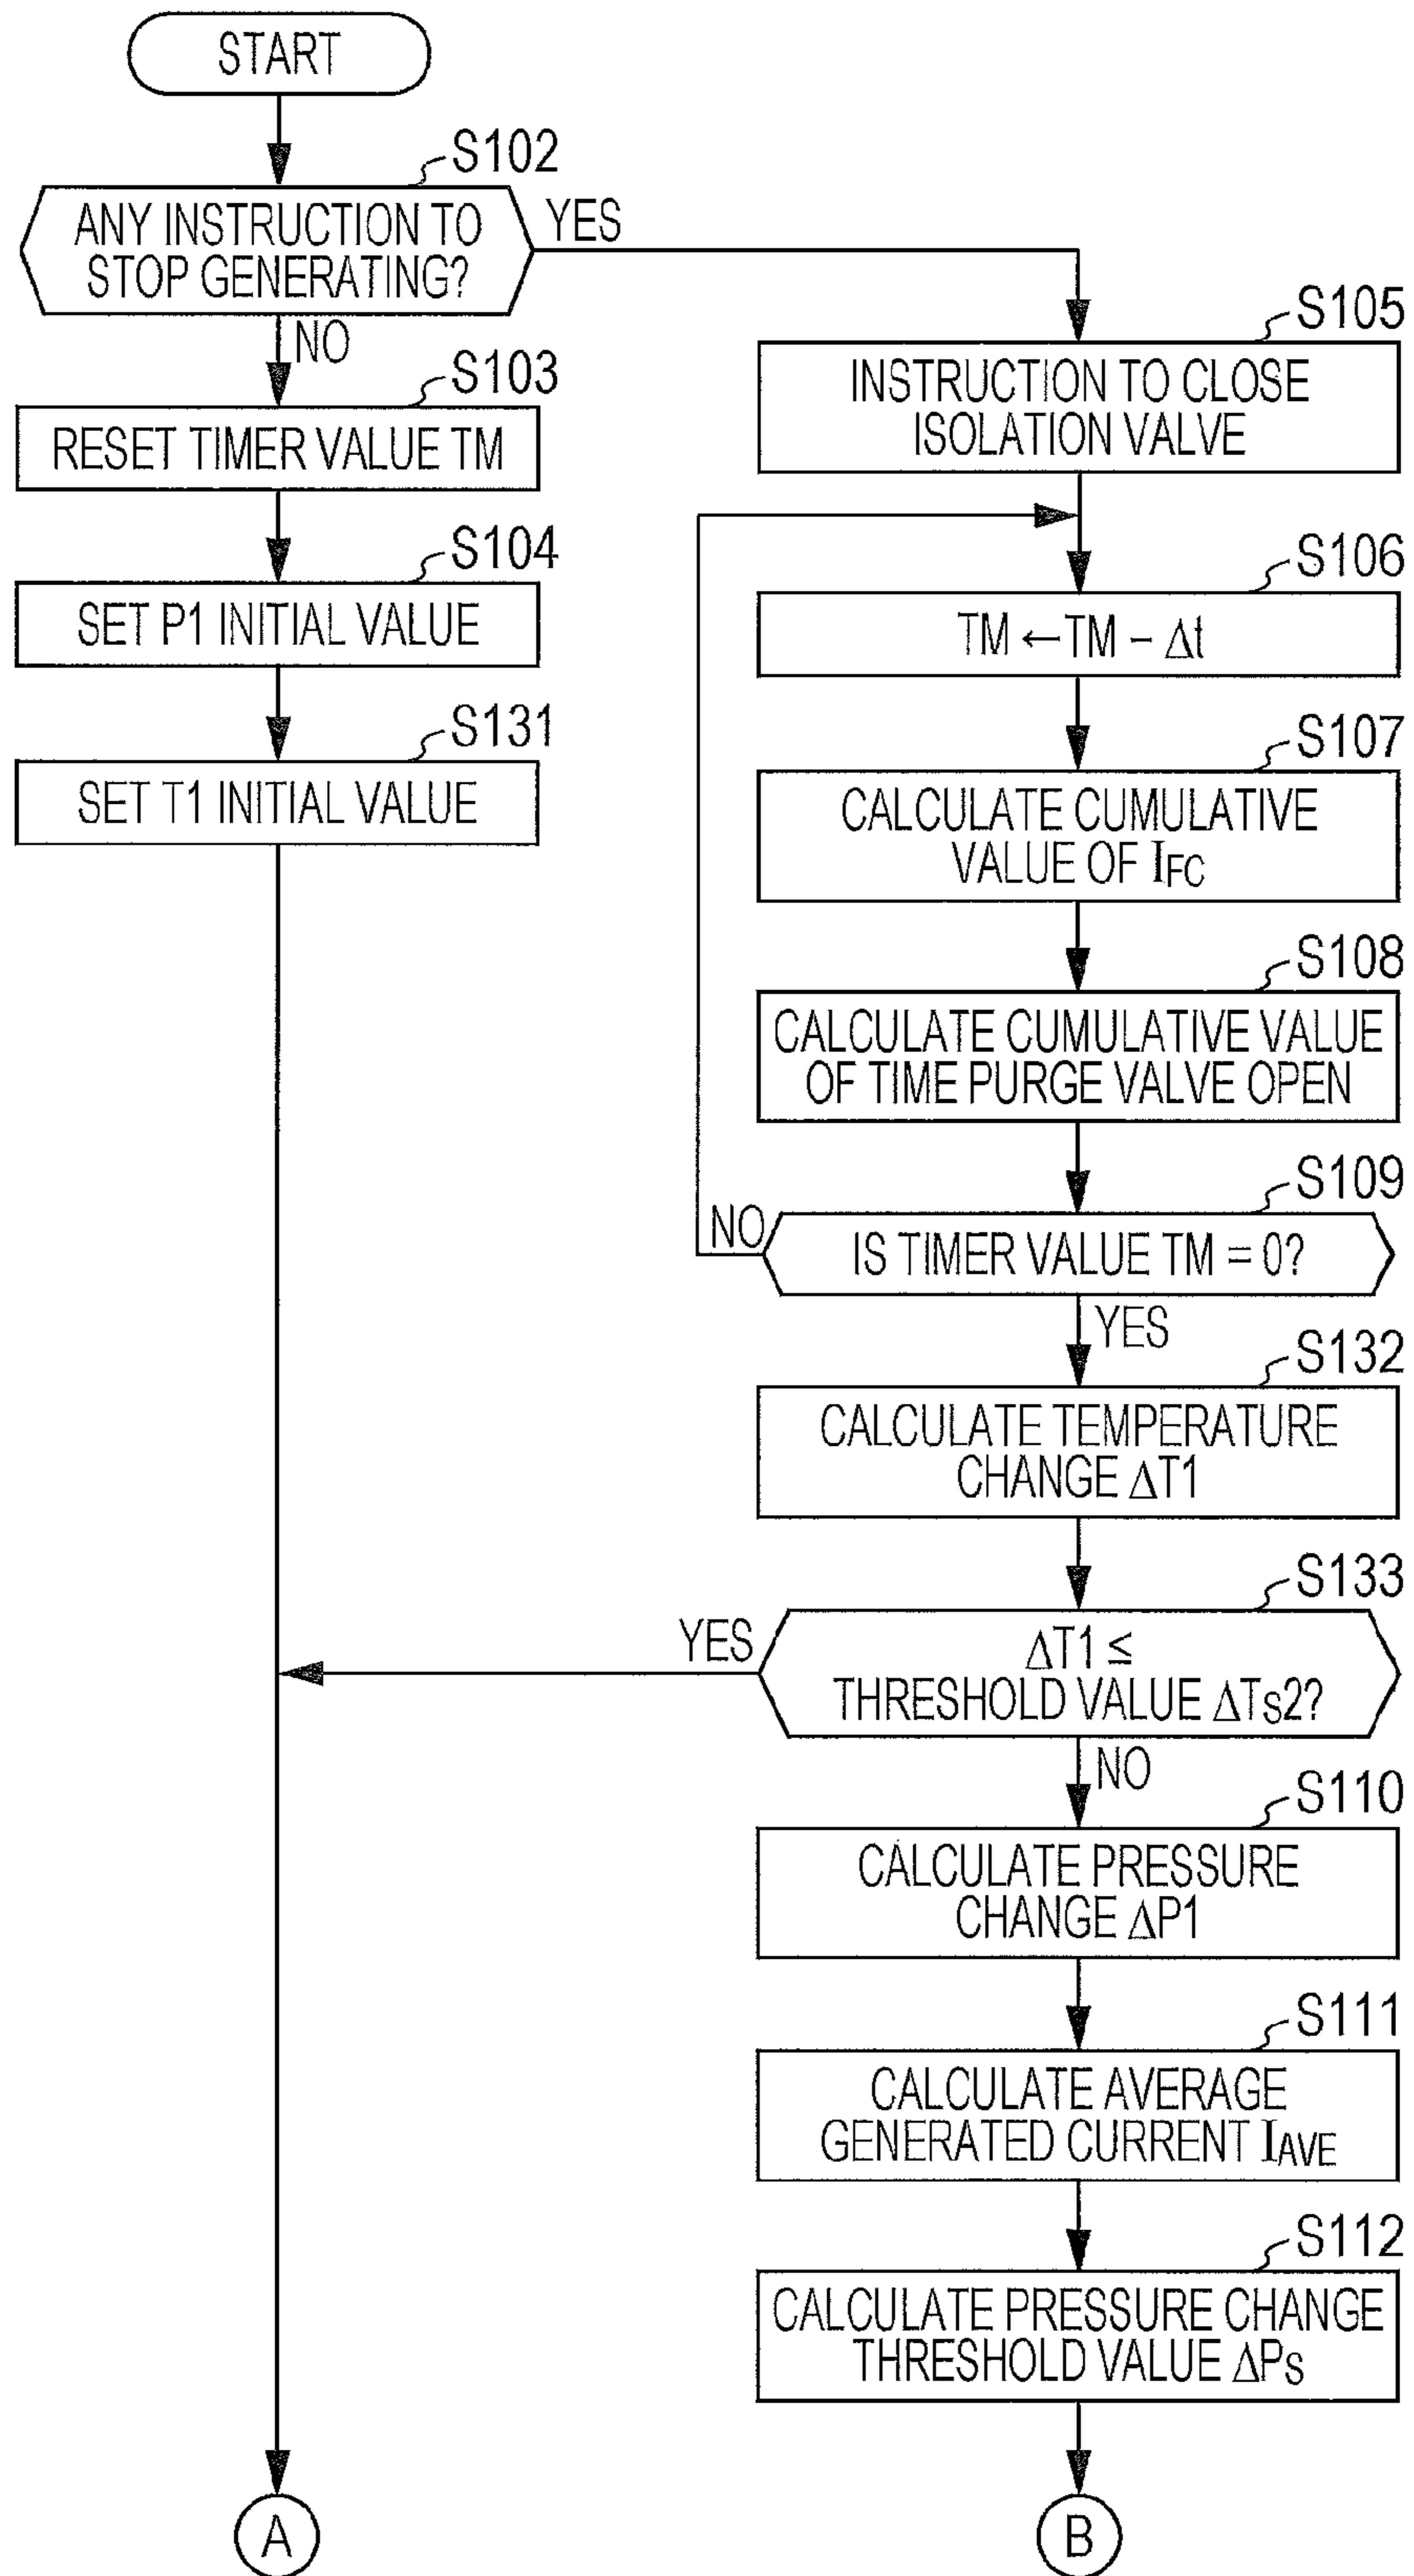 START
S102
ANY INSTRUCTION TO
STOP GENERATING?
YES
NO
S103
RESET TIMER VALUE TM
S104
SET P1 INITIAL VALUE
S131
SET T1 INITIAL VALUE
S105
INSTRUCTION TO CLOSE
ISOLATION VALVE
S106
TM ← TM − Δt
S107
CALCULATE CUMULATIVE
VALUE OF IFC
S108
CALCULATE CUMULATIVE VALUE
OF TIME PURGE VALVE OPEN
S109
IS TIMER VALUE TM = 0?
NO
YES
S132
CALCULATE TEMPERATURE
CHANGE ΔT1
S133
ΔT1 ≤
THRESHOLD VALUE ΔTS2?
YES
NO
S110
CALCULATE PRESSURE
CHANGE ΔP1
S111
CALCULATE AVERAGE
GENERATED CURRENT IAVE
S112
CALCULATE PRESSURE CHANGE
THRESHOLD VALUE ΔPS
A
B